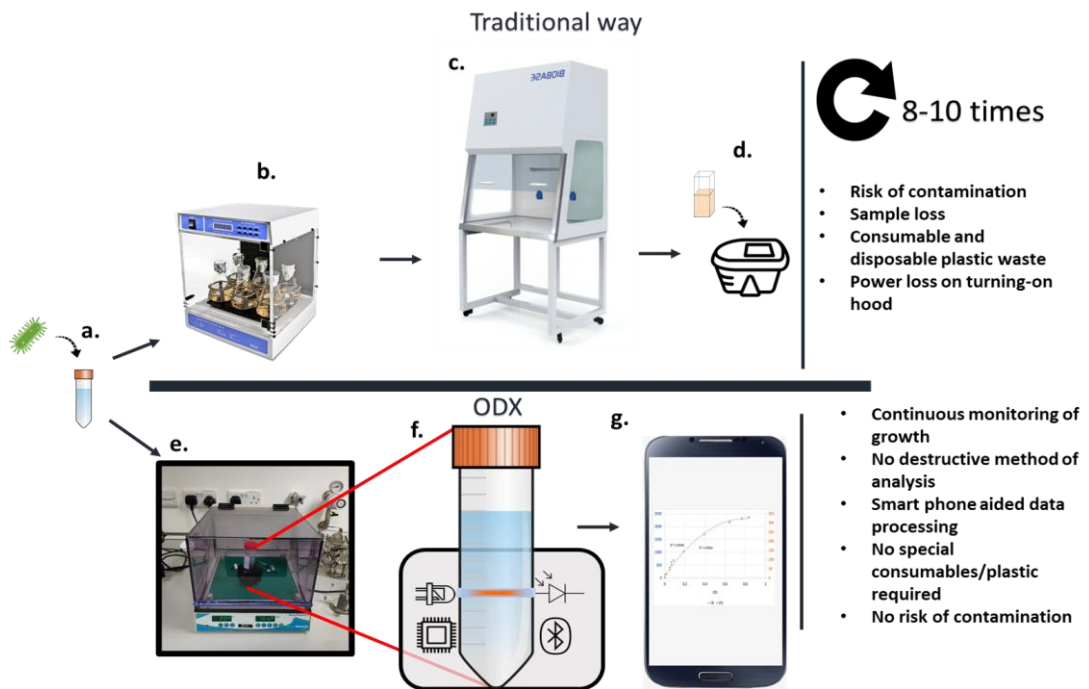 Traditional way
c.
BIOBASE
8-10 times
d.
b.
• Risk of contamination
• Sample loss
• Consumable and
disposable plastic waste
• Power loss on turning-on
hood
a.
ODX
e.
f.
g.
• Continuous monitoring of
growth
• No destructive method of
analysis
• Smart phone aided data
processing
• No special
consumables/plastic
required
• No risk of contamination